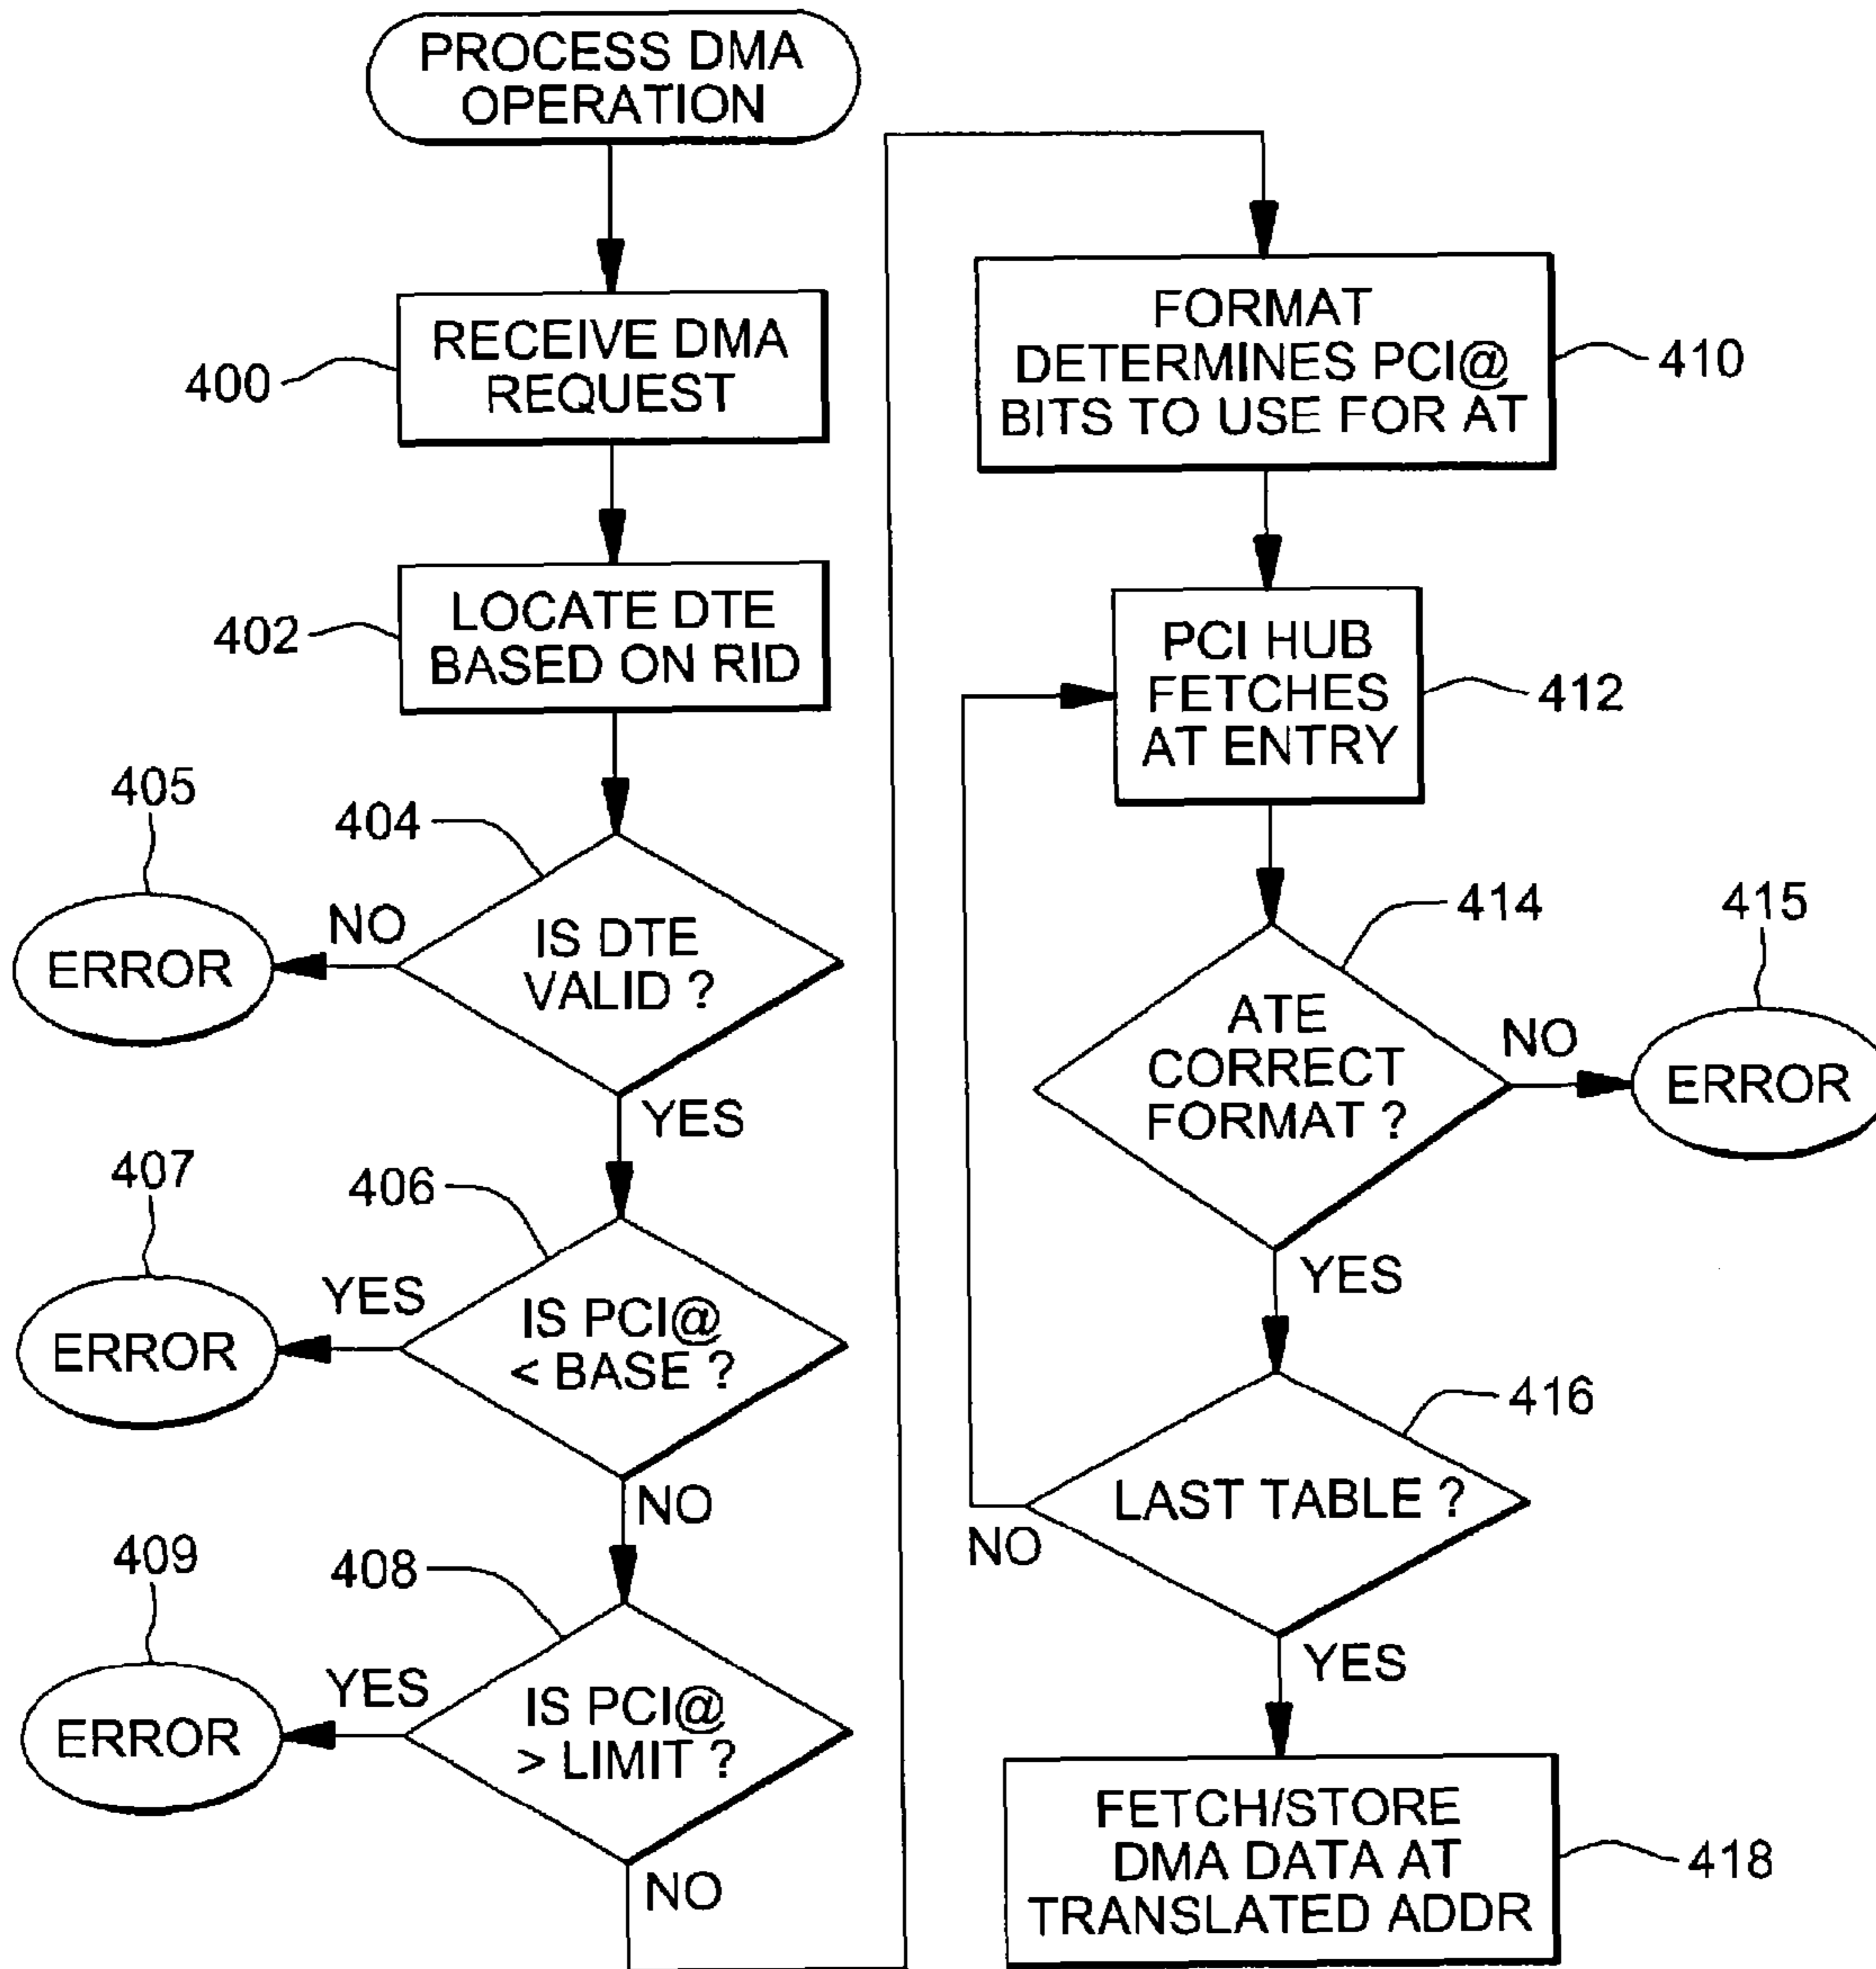 PROCESS DMA
OPERATION
400
RECEIVE DMA
REQUEST
402
LOCATE DTE
BASED ON RID
404
IS DTE
VALID ?
NO
405
ERROR
YES
406
IS PCI@
< BASE ?
YES
407
ERROR
NO
408
IS PCI@
> LIMIT ?
YES
409
ERROR
NO
FORMAT
DETERMINES PCI@
BITS TO USE FOR AT
410
PCI HUB
FETCHES
AT ENTRY
412
414
ATE
CORRECT
FORMAT ?
NO
415
ERROR
YES
416
LAST TABLE ?
NO
YES
FETCH/STORE
DMA DATA AT
TRANSLATED ADDR
418